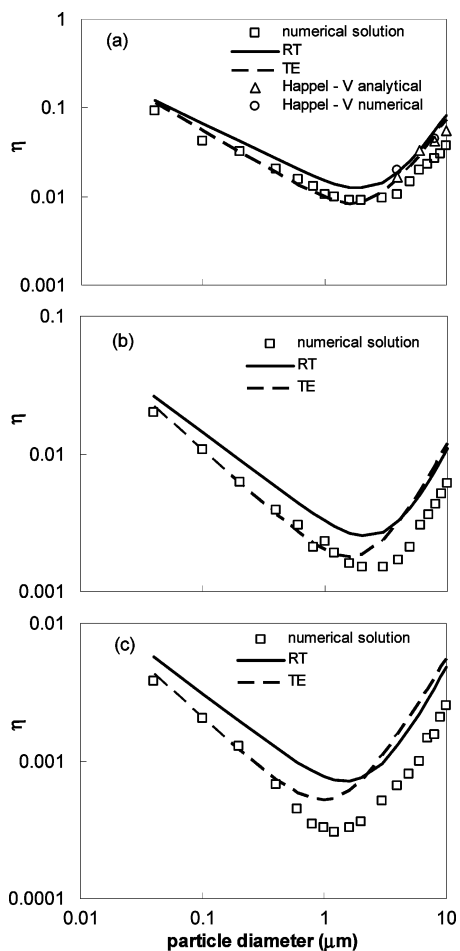 1
(a)
numerical solution
RT
TE
Happel - V analytical
Happel - V numerical
0.1
η
0.01
0.001
0.1
(b)
numerical solution
RT
TE
η
0.01
0.001
0.01
(c)
numerical solution
RT
TE
η
0.001
0.0001
0.01 0.1 1 10
particle diameter (μm)